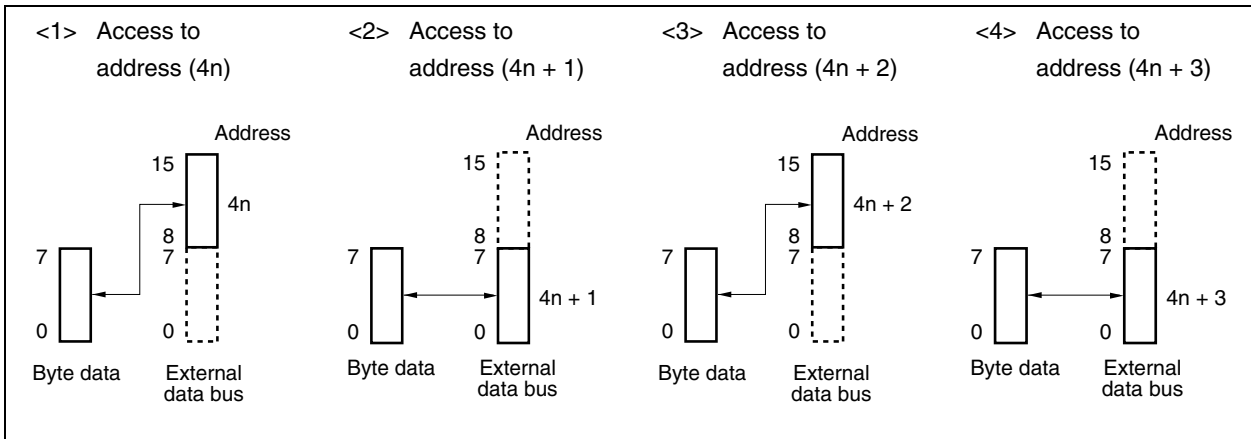 <1> Access to
address (4n)
Address
15
8
4n
7
0
7
0
Byte data
External
data bus
<2> Access to
address (4n + 1)
Address
15
8
7
0
7
0
4n + 1
Byte data
External
data bus
<3> Access to
address (4n + 2)
Address
15
8
4n + 2
7
0
7
0
Byte data
External
data bus
<4> Access to
address (4n + 3)
Address
15
8
7
0
7
0
4n + 3
Byte data
External
data bus